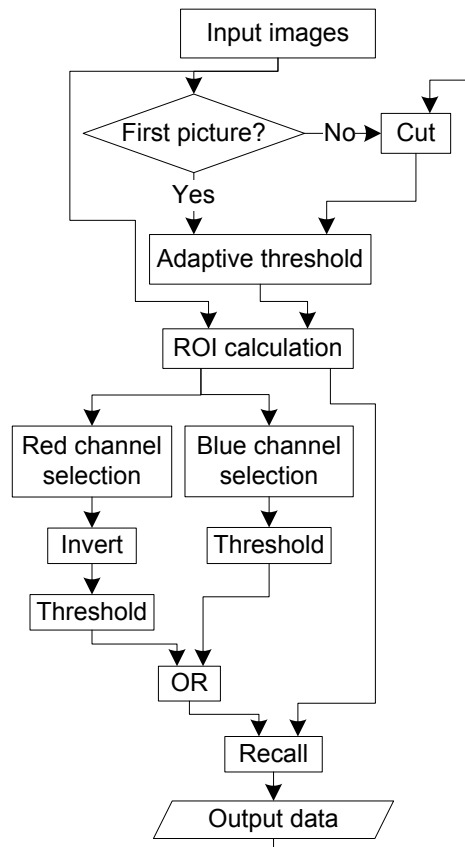 Input images
First picture?
No
Cut
Yes
Adaptive threshold
ROI calculation
Red channel
selection
Blue channel
selection
Invert
Threshold
Threshold
OR
Recall
Output data